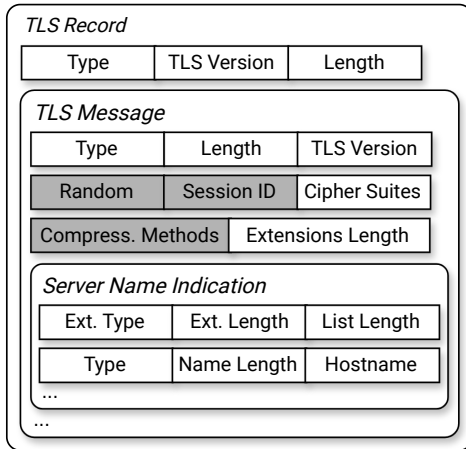 TLS Record
Type TLS Version Length
TLS Message
Type Length TLS Version
Random Session ID Cipher Suites
Compress. Methods Extensions Length
Server Name Indication
Ext. Type Ext. Length List Length
Type Name Length Hostname
...
...